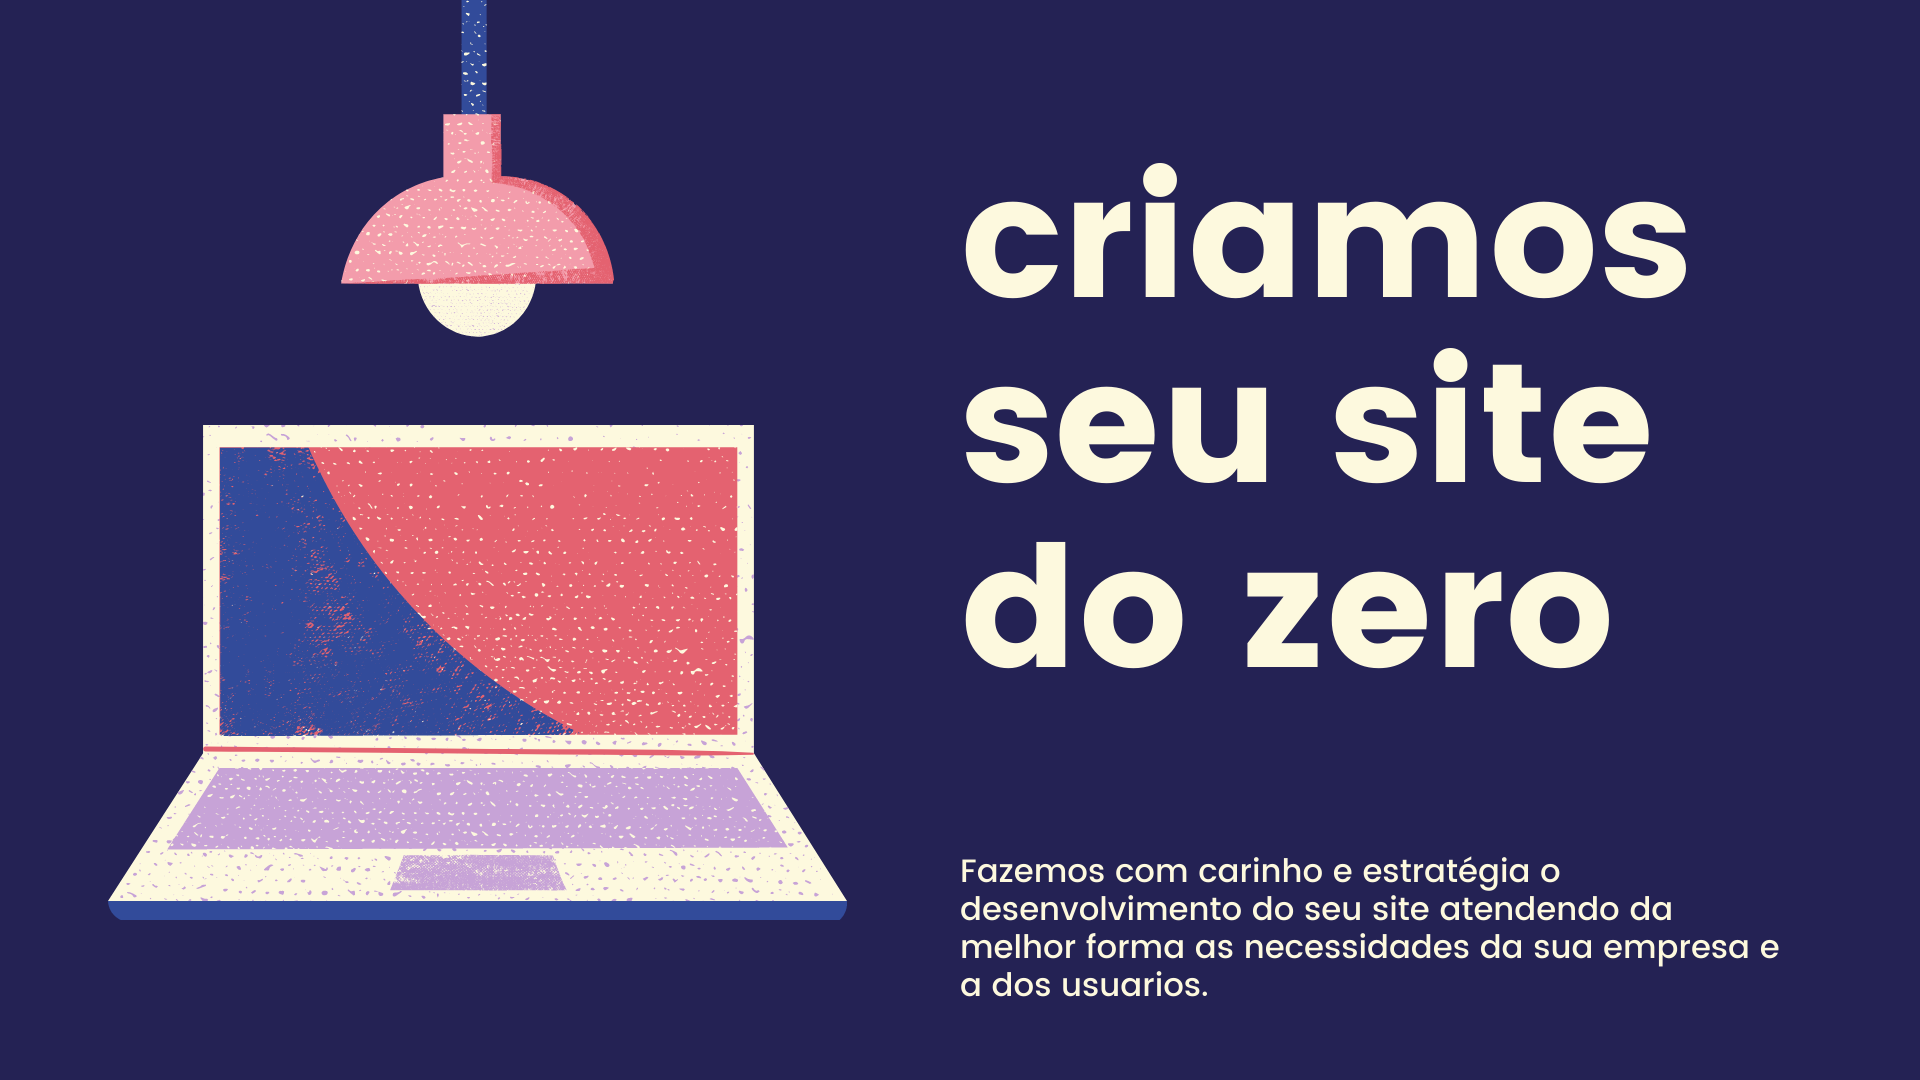 criamos
seu site
do zero
Fazemos com carinho e estratégia o
desenvolvimento do seu site atendendo da
melhor forma as necessidades da sua empresa e
a dos usuarios.